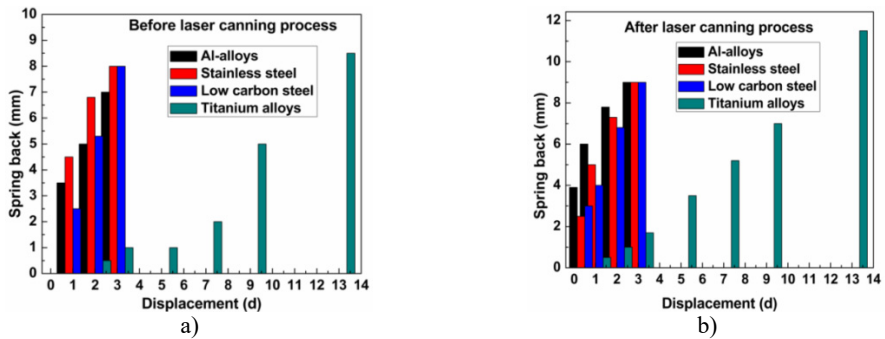 Before laser canning process
Al-alloys
Stainless steel
Low carbon steel
Titanium alloys
Spring back (mm)
10
9
8
7
6
5
4
3
2
1
0
0 1 2 3 4 5 6 7 8 9 10 11 12 13 14
Displacement (d)
a)
After laser canning process
Al-alloys
Stainless steel
Low carbon steel
Titanium alloys
Spring back (mm)
12
10
8
6
4
2
0
0 1 2 3 4 5 6 7 8 9 10 11 12 13 14
Displacement (d)
b)